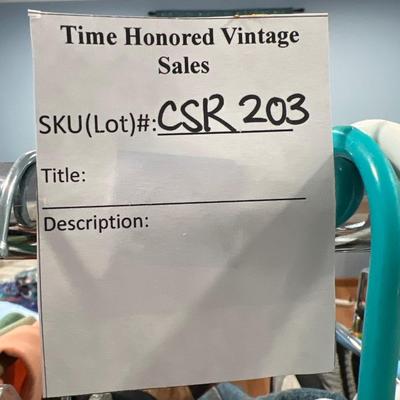 Time Honored Vintage
Sales
SKU(Lot)#: CSR 203
Title:
Description: